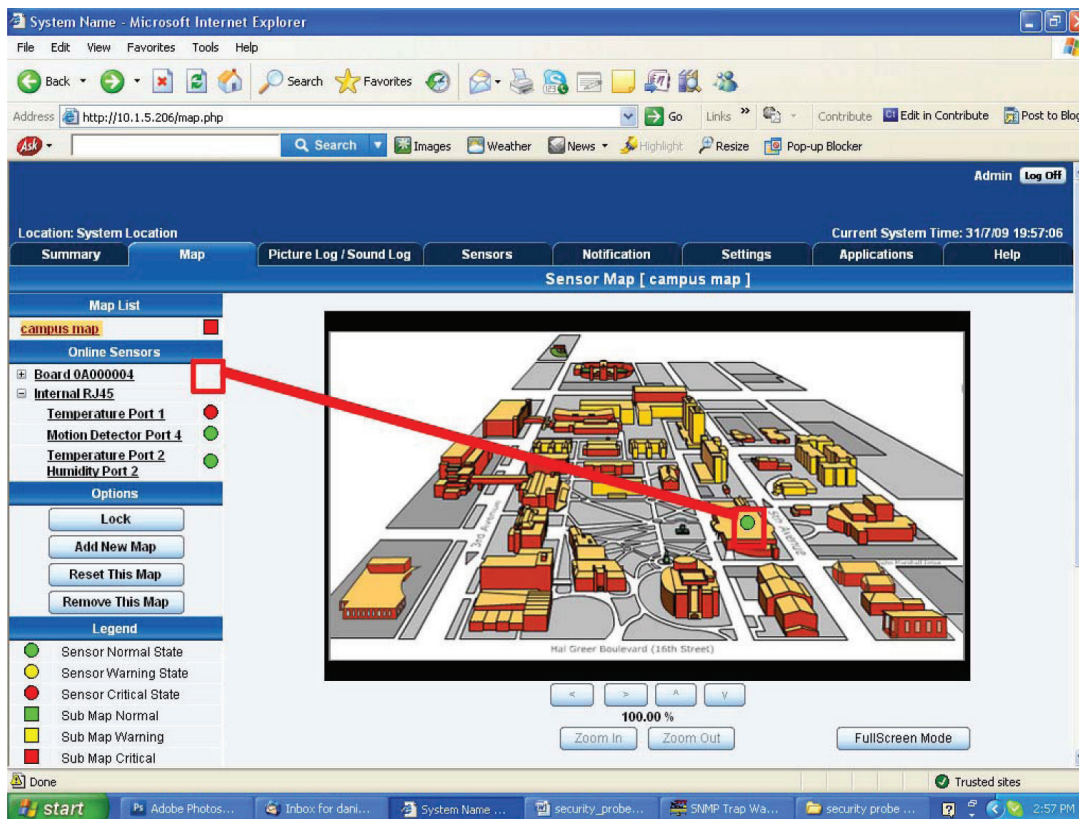 System Name - Microsoft Internet Explorer
File Edit View Favorites Tools Help
Back Search Favorites
Address http://10.1.5.206/map.php Go Links » Contribute Edit in Contribute Post to Blog
Ask Search Images Weather News Highlight Resize Pop-up Blocker
Admin Log Off
Location: System Location Current System Time: 31/7/09 19:57:06
Summary Map Picture Log / Sound Log Sensors Notification Settings Applications Help
Sensor Map [ campus map ]
Map List
campus map
Online Sensors
Board 0A000004
Internal RJ45
Temperature Port 1
Motion Detector Port 4
Temperature Port 2
Humidity Port 2
Options
Lock
Add New Map
Reset This Map
Remove This Map
Legend
Sensor Normal State
Sensor Warning State
Sensor Critical State
Sub Map Normal
Sub Map Warning
Sub Map Critical
3rd Avenue
5th Avenue
John Marshall Drive
Hal Greer Boulevard (16th Street)
< > ^ v
100.00 %
Zoom In Zoom Out FullScreen Mode
Done Trusted sites
start Adobe Photos... Inbox for dani... System Name ... security_probe... SNMP Trap Wa... security probe ... 2:57 PM